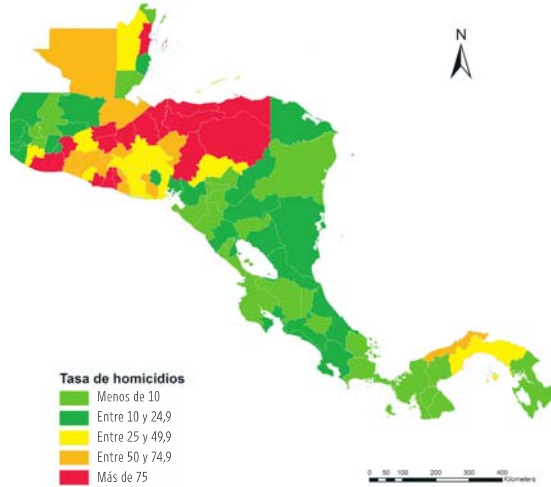 N
Tasa de homicidios
Menos de 10
Entre 10 y 24,9
Entre 25 y 49,9
Entre 50 y 74,9
Más de 75
0 50 100 200 300 400
Kilometers